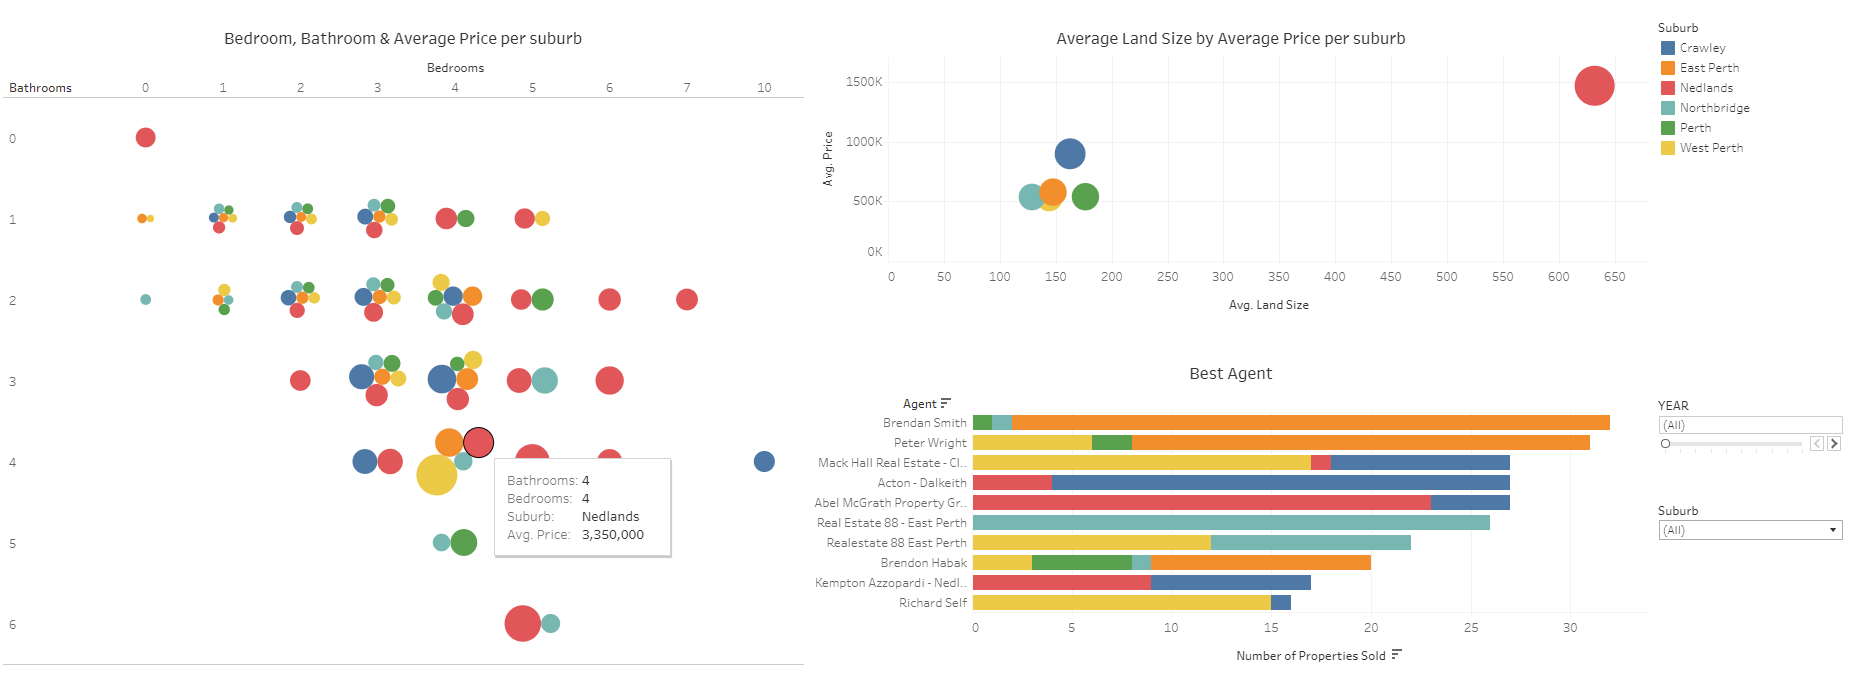 Bedroom, Bathroom & Average Price per suburb
Bedrooms
Bathrooms 0 1 2 3 4 5 6 7 10
0
1
2
3
4
5
6
Bathrooms: 4
Bedrooms: 4
Suburb: Nedlands
Avg. Price: 3,350,000
Average Land Size by Average Price per suburb
Avg. Price
1500K
1000K
500K
0K
0 50 100 150 200 250 300 350 400 450 500 550 600 650
Avg. Land Size
Suburb
Crawley
East Perth
Nedlands
Northbridge
Perth
West Perth
Best Agent
Agent
Brendan Smith
Peter Wright
Mack Hall Real Estate - Cl..
Acton - Dalkeith
Abel McGrath Property Gr..
Real Estate 88 - East Perth
Realestate 88 East Perth
Brendon Habak
Kempton Azzopardi - Nedl..
Richard Self
0 5 10 15 20 25 30
Number of Properties Sold
YEAR
(All)
Suburb
(All)